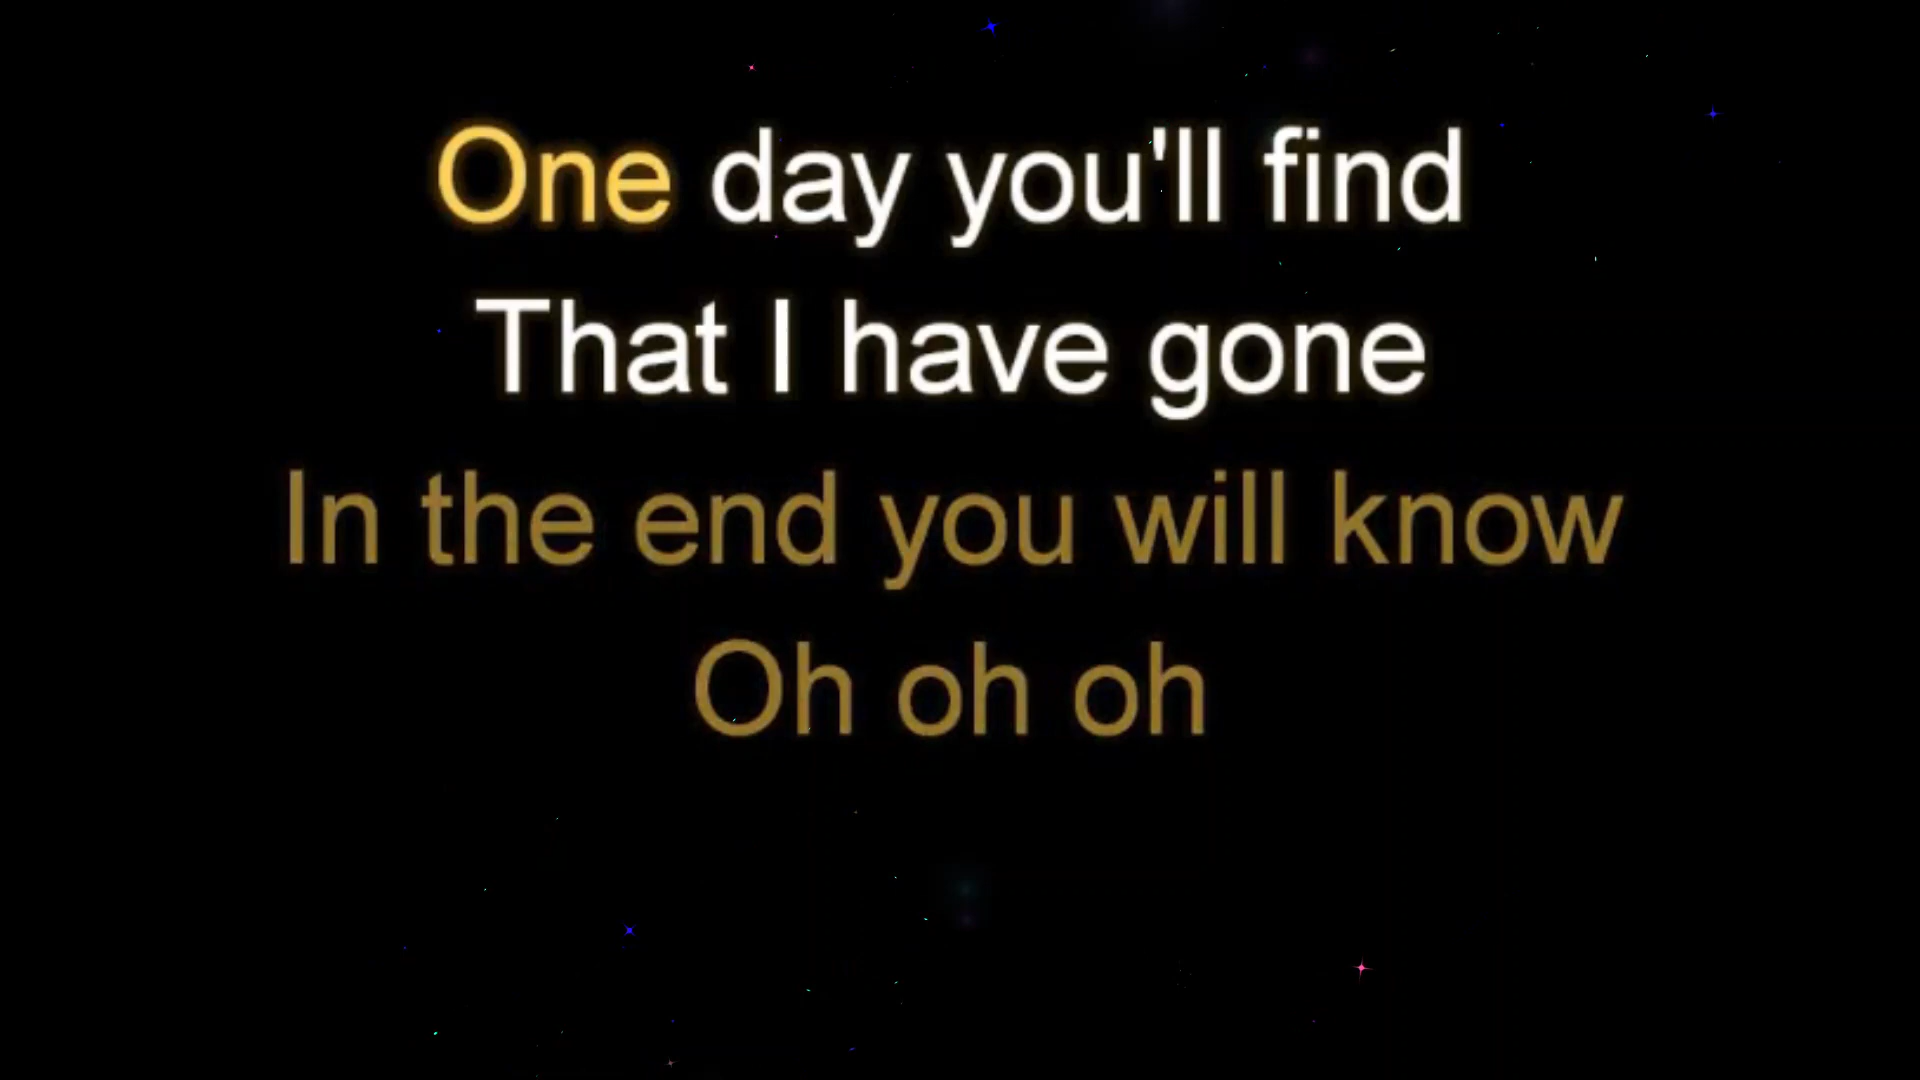 One day you'll find
That I have gone
In the end you will know
Oh oh oh